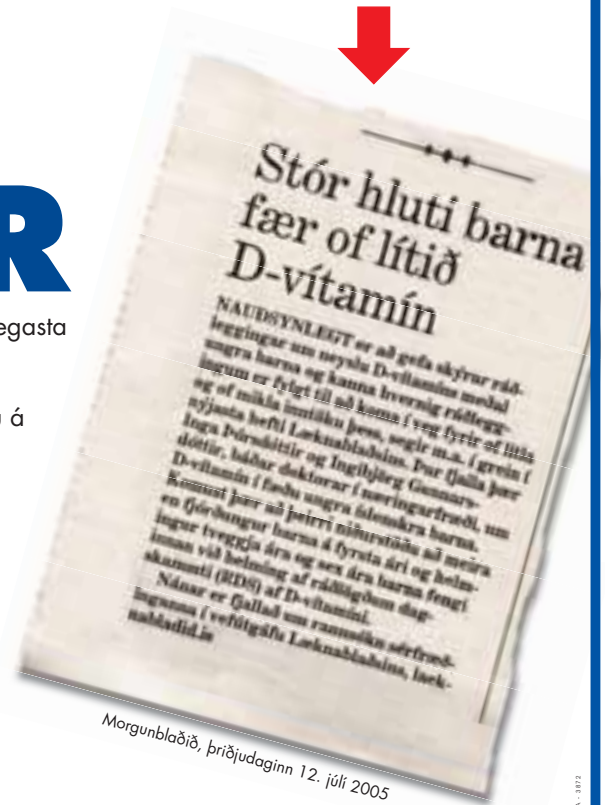 R
egasta
á
Stór hluti barna
fær of lítið
D-vítamín
NAUÐSYNLEGT er að gefa skýrar ráð-
leggingar um neyslu D-vítamíns meðal
ungra barna og kanna hvernig ráðlegg-
ingum er fylgt til að koma í veg fyrir of litla
og of mikla inntöku þess, segir m.a. í grein í
nýjasta hefti Læknablaðsins. Þar fjalla þær
Inga Þórsdóttir og Ingibjörg Gunnars-
dóttir, báðar doktorar í næringarfræði, um
D-vítamín í fæðu ungra íslenskra barna.
Komust þær að þeirri niðurstöðu að meira
en fjórðungur barna á fyrsta ári og helm-
ingur tveggja ára og sex ára barna fengi
innan við helming af ráðlögðum dag-
skammti (RDS) af D-vítamíni.
Nánar er fjallað um rannsókn sérfræð-
inganna í vefútgáfu Læknablaðsins, laek-
nabladid.is
Morgunblaðið, þriðjudaginn 12. júlí 2005
A - 3872